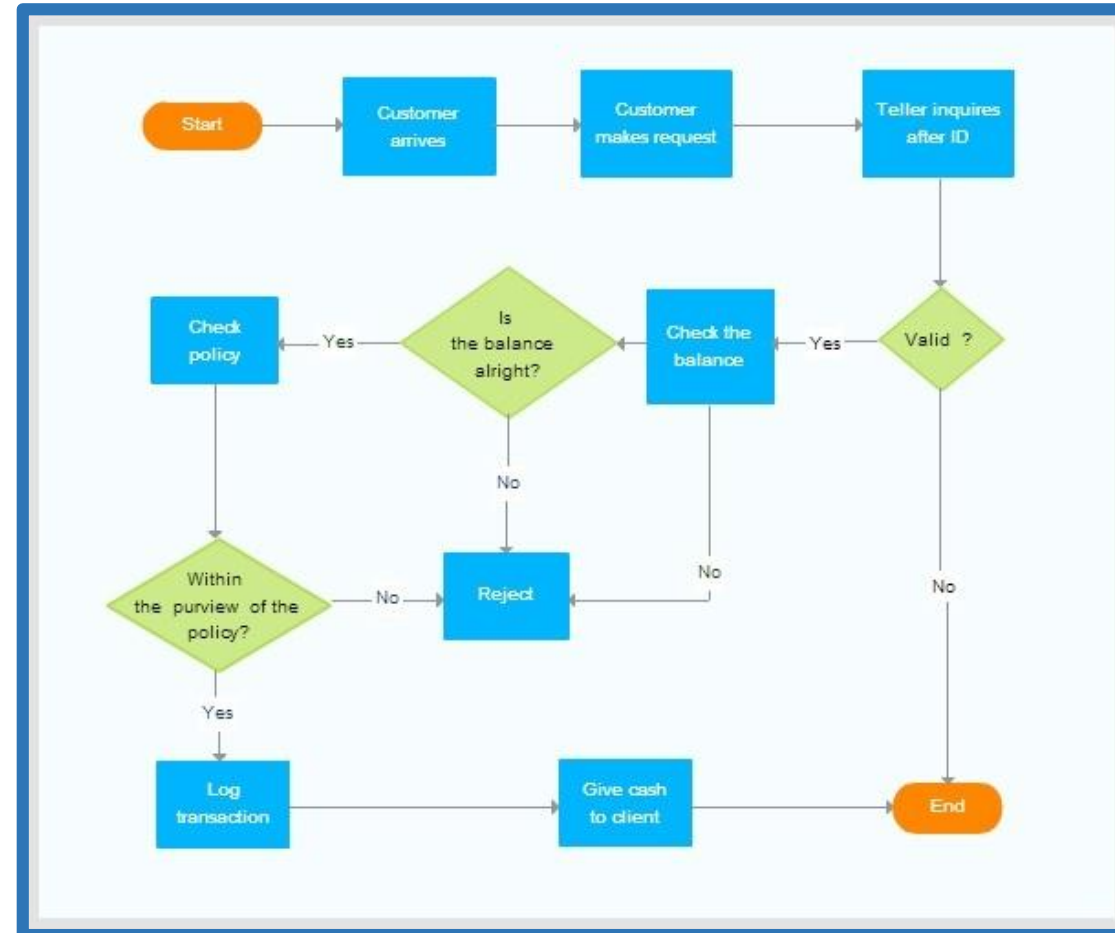 Start
Customer
arrives
Customer
makes request
Teller inquires
after ID
Valid ?
Yes
Check the
balance
Is
the balance
alright?
Yes
Check
policy
No
No
No
Within
the purview of the
policy?
No
Reject
Yes
Log
transaction
Give cash
to client
End